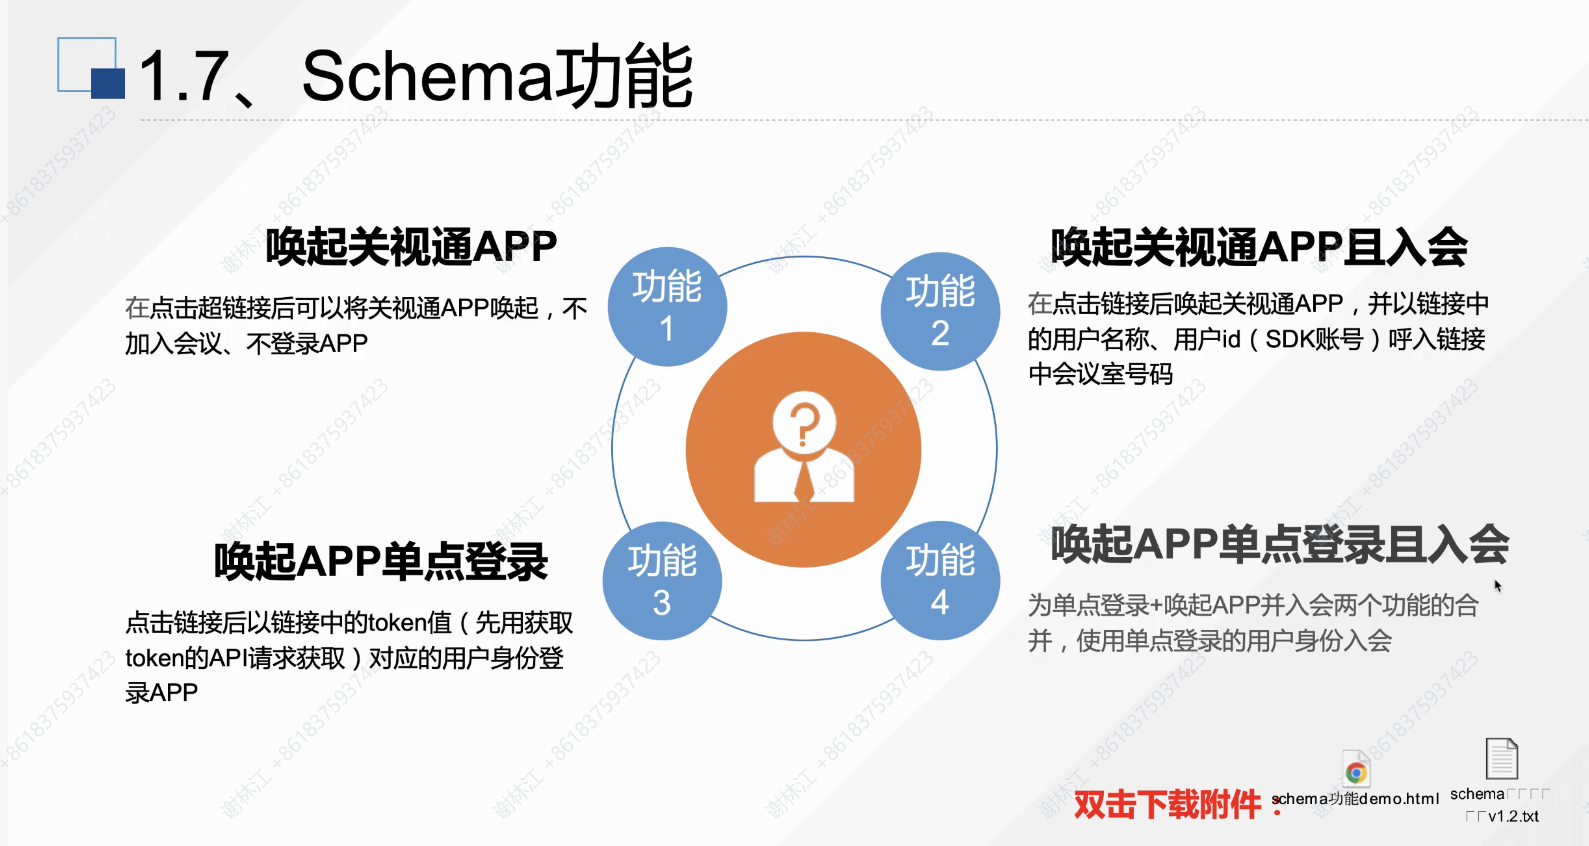 1.7、Schema功能
唤起关视通APP
在点击超链接后可以将关视通APP唤起，不
加入会议、不登录APP
功能
1
功能
2
唤起关视通APP且入会
在点击链接后唤起关视通APP，并以链接中
的用户名称、用户id（SDK账号）呼入链接
中会议室号码
唤起APP单点登录
点击链接后以链接中的token值（先用获取
token的API请求获取）对应的用户身份登
录APP
功能
3
功能
4
唤起APP单点登录且入会
为单点登录+唤起APP并入会两个功能的合
并，使用单点登录的用户身份入会
双击下载附件：
schema功能demo.html
schema
v1.2.txt
谢林江 +8618375937423